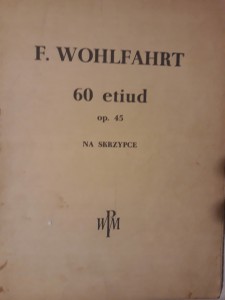 F. WOHLFAHRT
60 etiud
op. 45
NA SKRZYPCE
PWM